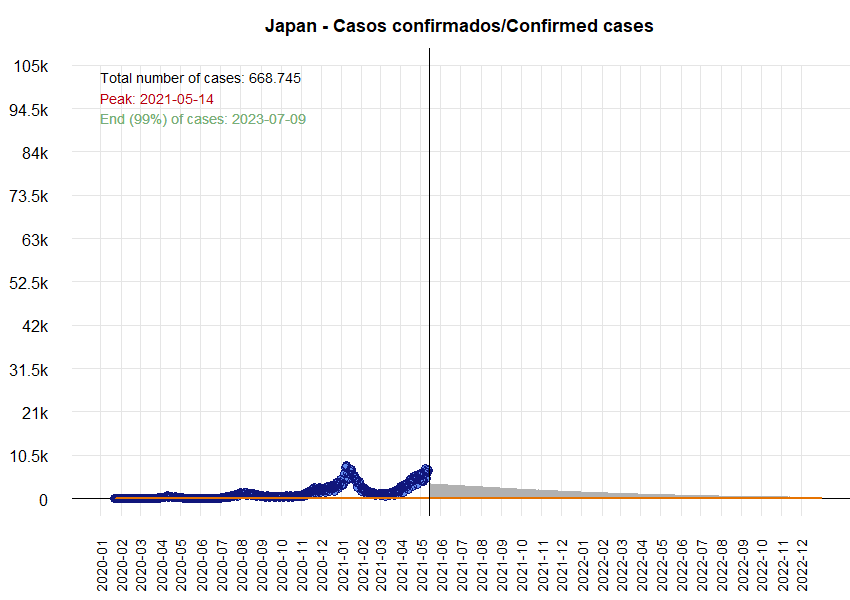 Japan - Casos confirmados/Confirmed cases
105k
Total number of cases: 668.745
Peak: 2021-05-14
94.5k
End (99%) of cases: 2023-07-09
84k
73.5k
63k
52.5k
42k
31.5k
21k
10.5k
0
2020-01
2020-02
2020-03
2020-04
2020-05
2020-06
2020-07
2020-08
2020-09
2020-10
2020-11
2020-12
2021-01
2021-03
2021-04
2021-05
2021-06
2021-07
2021-08
2021-09
2021-10
2021-11
2021-12
2022-01
2022-02
2022-03
2022-04
2022-05
2022-06
2022-07
2022-08
2022-09
2022-10
2022-11
2022-12